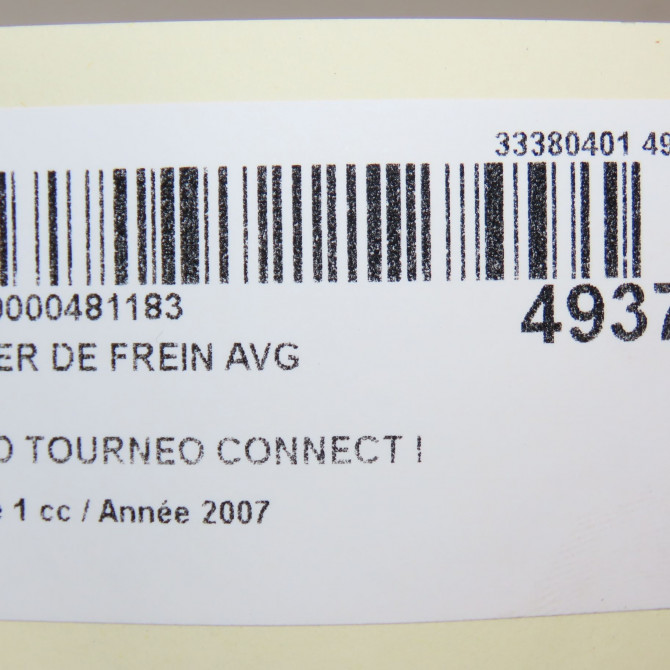 33380401 49
0000481183
4937
ER DE FREIN AVG
O TOURNEO CONNECT I
e 1 cc / Année 2007